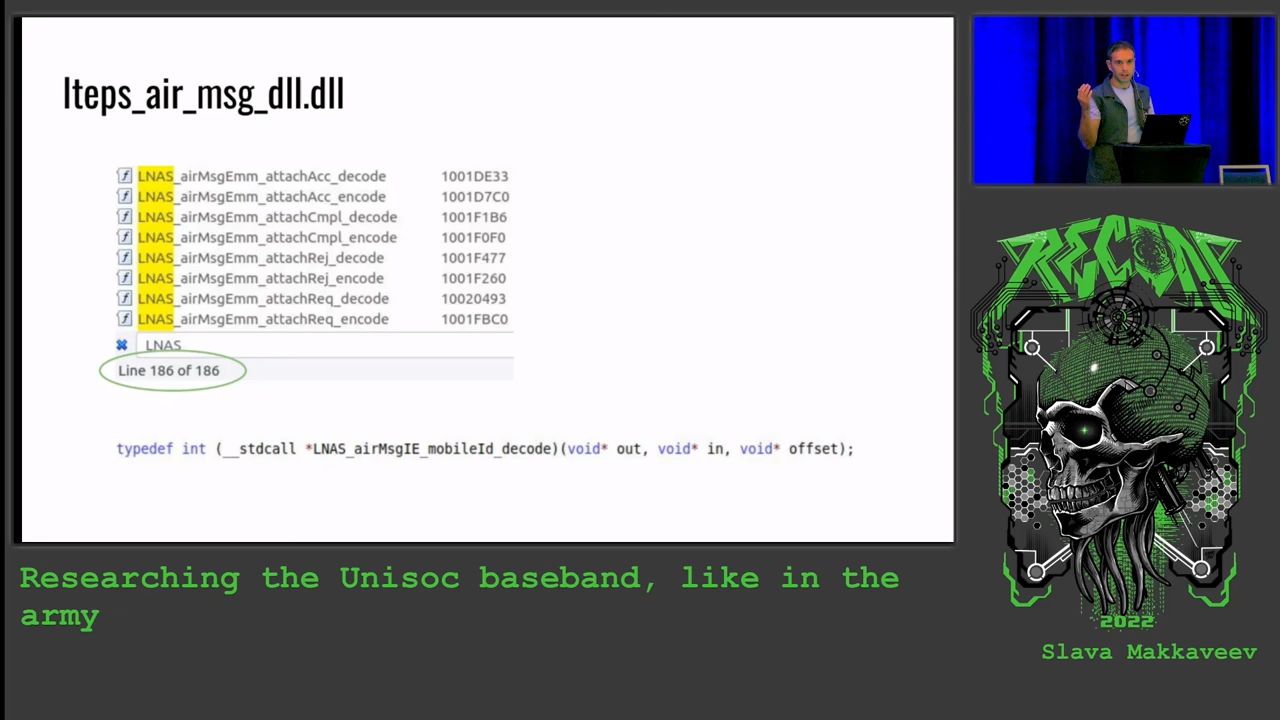 lteps_air_msg_dll.dll
LNAS_airMsgEmm_attachAcc_decode 1001DE33
LNAS_airMsgEmm_attachAcc_encode 1001D7C0
LNAS_airMsgEmm_attachCmpl_decode 1001F1B6
LNAS_airMsgEmm_attachCmpl_encode 1001F0F0
LNAS_airMsgEmm_attachRej_decode 1001F477
LNAS_airMsgEmm_attachRej_encode 1001F260
LNAS_airMsgEmm_attachReq_decode 10020493
LNAS_airMsgEmm_attachReq_encode 1001FBC0
LNAS
Line 186 of 186
typedef int (__stdcall *LNAS_airMsgIE_mobileId_decode)(void* out, void* in, void* offset);
RECON
2022
Researching the Unisoc baseband, like in the
army
Slava Makkaveev